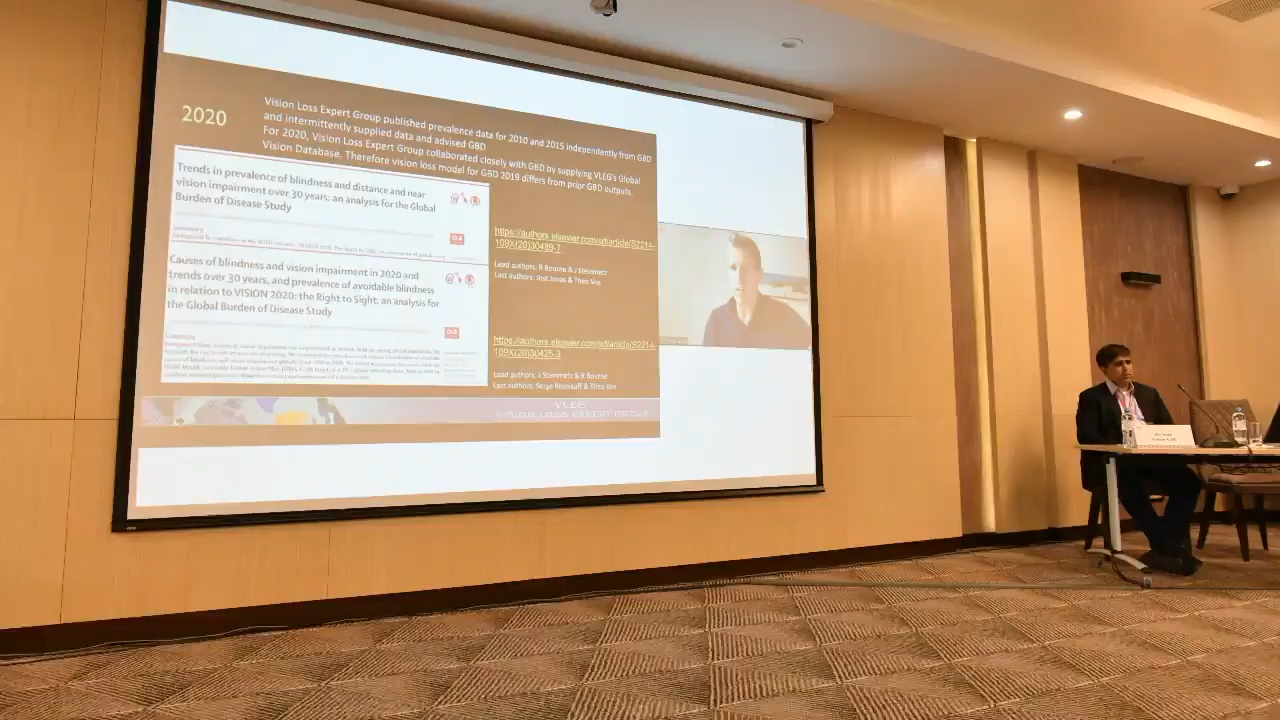 2020
Vision Loss Expert Group published prevalence data for 2010 and 2015 independently from GBD
and intermittently supplied data and advised GBD
For 2020, Vision Loss Expert Group collaborated closely with GBD by supplying VLEG's Global
Vision Database. Therefore vision loss model for GBD 2019 differs from prior GBD outputs.
Trends in prevalence of blindness and distance and near
vision impairment over 30 years: an analysis for the Global
Burden of Disease Study
Summary
Causes of blindness and vision impairment in 2020 and
trends over 30 years, and prevalence of avoidable blindness
in relation to VISION 2020: the Right to Sight: an analysis for
the Global Burden of Disease Study
Summary
https://authors.elsevier.com/sd/article/S2214-
109X(20)30489-7
Lead authors: R Bourne & J Steinmetz
Last authors: Jost Jonas & Theo Vos
https://authors.elsevier.com/sd/article/S2214-
109X(20)30425-3
Lead authors: J Steinmetz & R Bourne
Last authors: Serge Resnikoff & Theo Vos
VLEG
VISION LOSS EXPERT GROUP